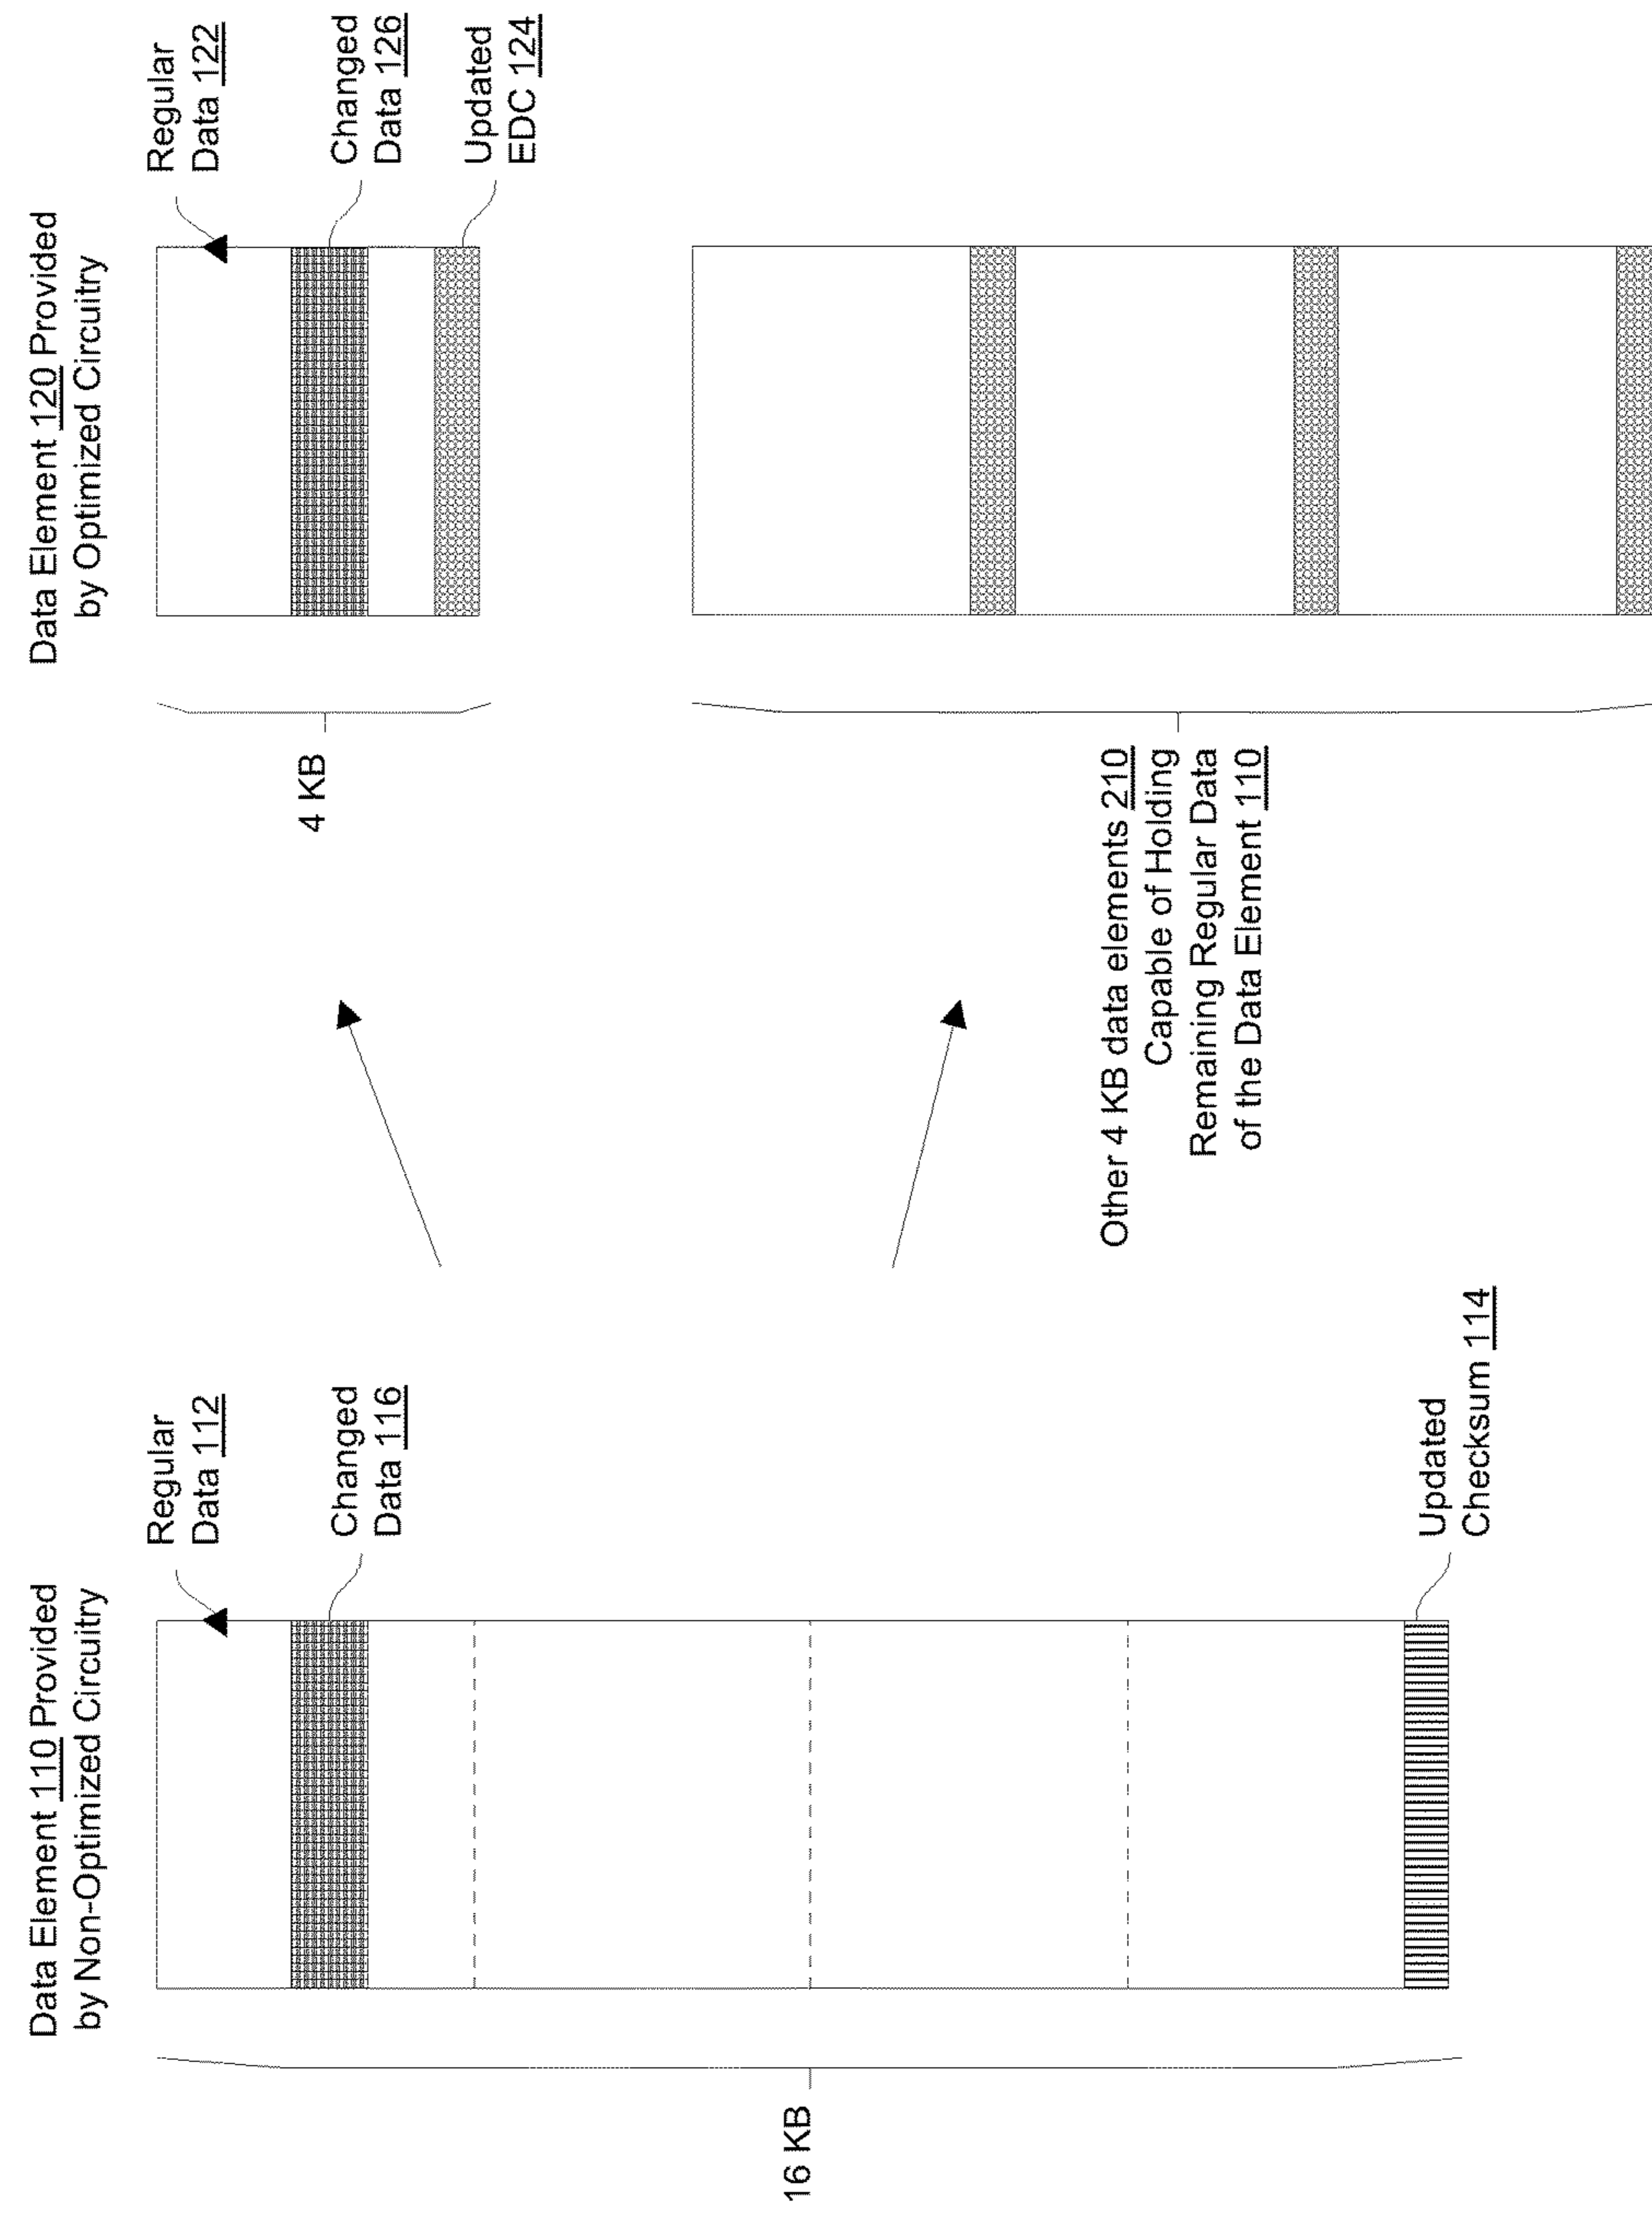 Data Element 110 Provided
by Non-Optimized Circuitry
Regular
Data 112
Changed
Data 116
16 KB
Updated
Checksum 114
Data Element 120 Provided
by Optimized Circuitry
Regular
Data 122
Changed
Data 126
Updated
EDC 124
4 KB
Other 4 KB data elements 210
Capable of Holding
Remaining Regular Data
of the Data Element 110